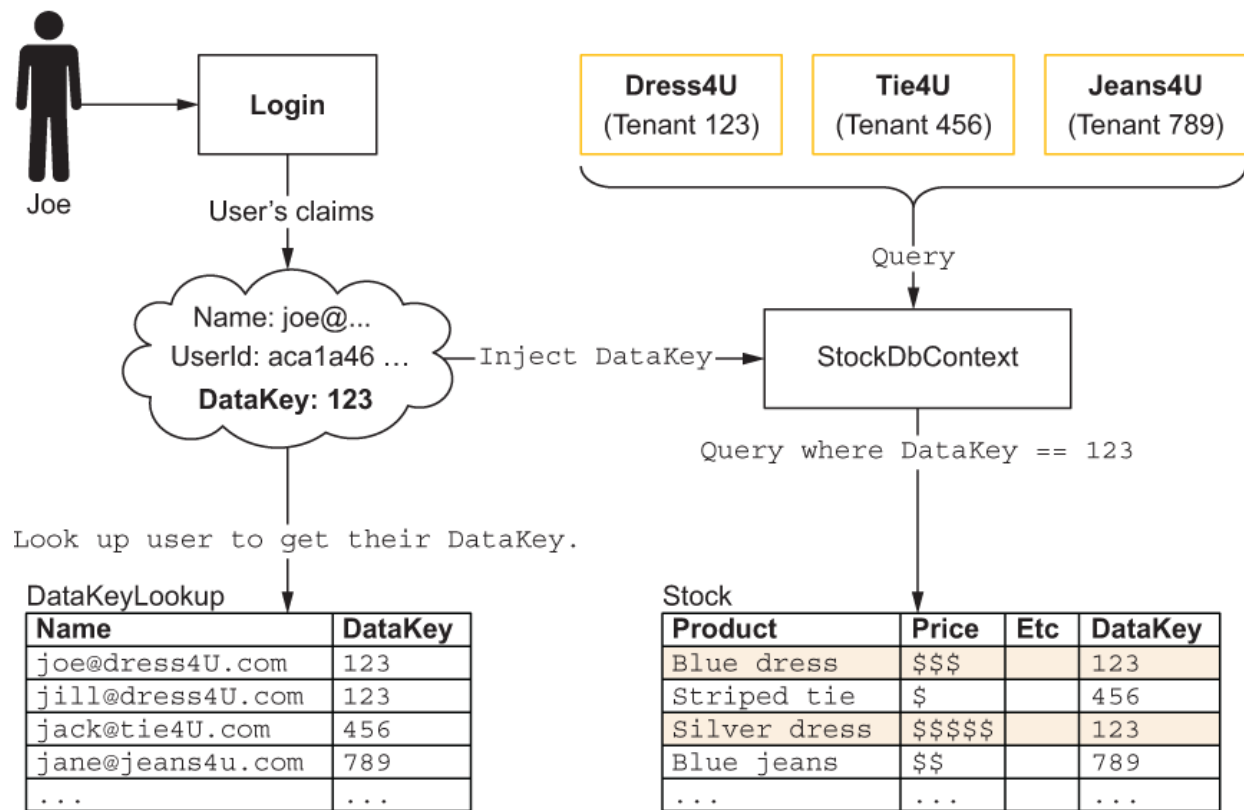 Joe
Login
User's claims
Name: joe@...
UserId: aca1a46 ...
DataKey: 123
Inject DataKey
Look up user to get their DataKey.
DataKeyLookup
Name DataKey
joe@dress4U.com 123
jill@dress4U.com 123
jack@tie4U.com 456
jane@jeans4u.com 789
... ...
Dress4U
(Tenant 123)
Tie4U
(Tenant 456)
Jeans4U
(Tenant 789)
Query
StockDbContext
Query where DataKey == 123
Stock
Product Price Etc DataKey
Blue dress $$$ 123
Striped tie $ 456
Silver dress $$$$$ 123
Blue jeans $$ 789
... ... ...